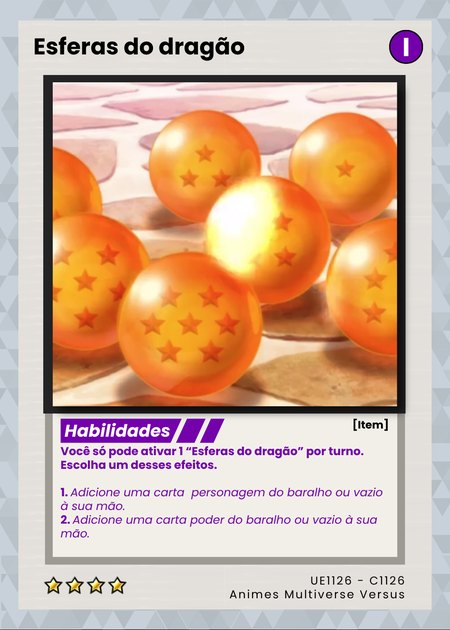 Esferas do dragão
I
Habilidades
[Item]
Você só pode ativar 1 “Esferas do dragão” por turno.
Escolha um desses efeitos.
1. Adicione uma carta personagem do baralho ou vazio
à sua mão.
2. Adicione uma carta poder do baralho ou vazio à sua
mão.
UE1126 - C1126
Animes Multiverse Versus